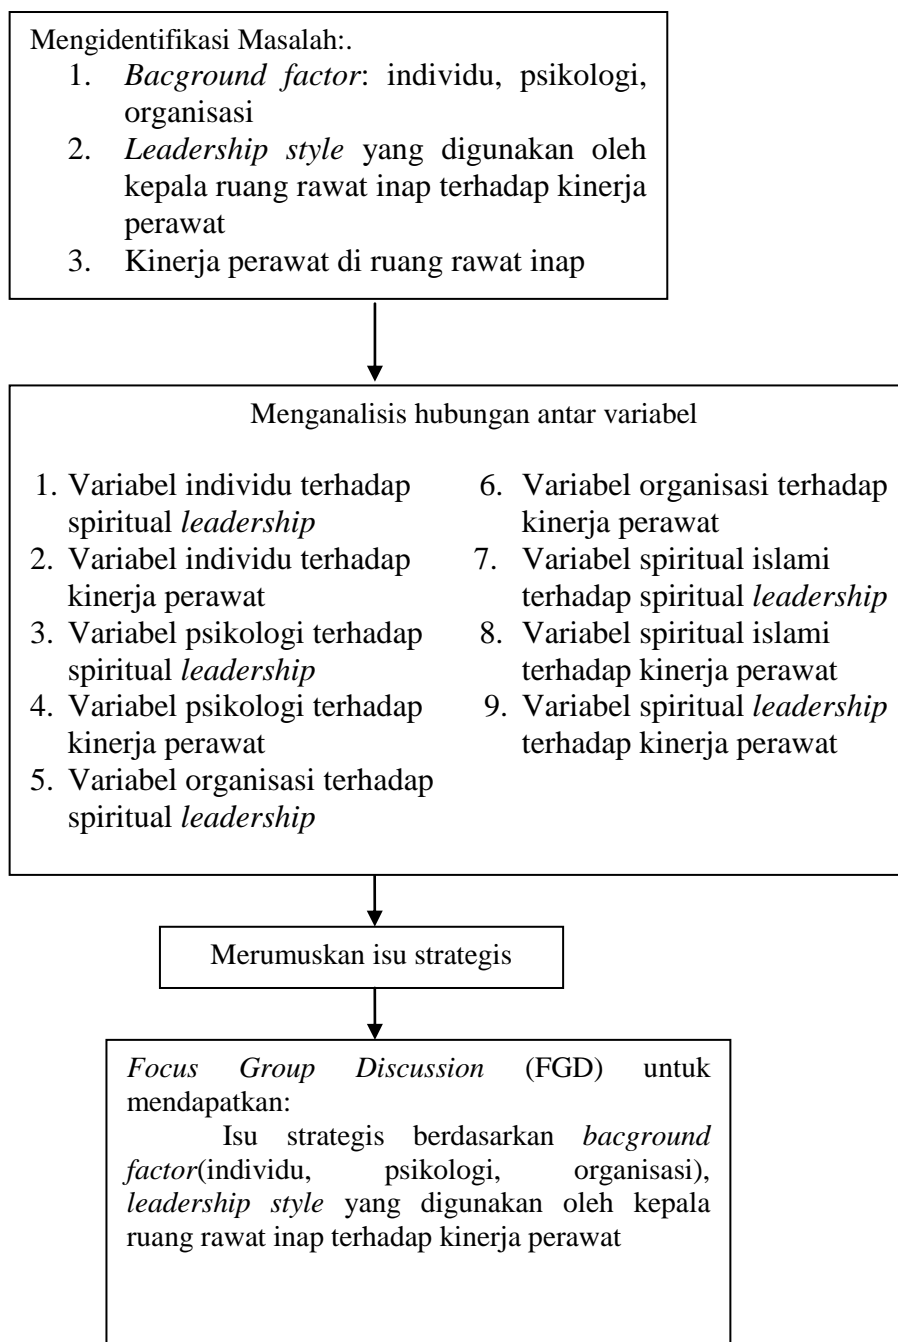 Mengidentifikasi Masalah:.
1. Bacground factor: individu, psikologi,
organisasi
2. Leadership style yang digunakan oleh
kepala ruang rawat inap terhadap kinerja
perawat
3. Kinerja perawat di ruang rawat inap
Menganalisis hubungan antar variabel
1. Variabel individu terhadap
spiritual leadership
2. Variabel individu terhadap
kinerja perawat
3. Variabel psikologi terhadap
spiritual leadership
4. Variabel psikologi terhadap
kinerja perawat
5. Variabel organisasi terhadap
spiritual leadership
6. Variabel organisasi terhadap
kinerja perawat
7. Variabel spiritual islami
terhadap spiritual leadership
8. Variabel spiritual islami
terhadap kinerja perawat
9. Variabel spiritual leadership
terhadap kinerja perawat
Merumuskan isu strategis
Focus Group Discussion (FGD) untuk
mendapatkan:
Isu strategis berdasarkan bacground
factor(individu, psikologi, organisasi),
leadership style yang digunakan oleh kepala
ruang rawat inap terhadap kinerja perawat